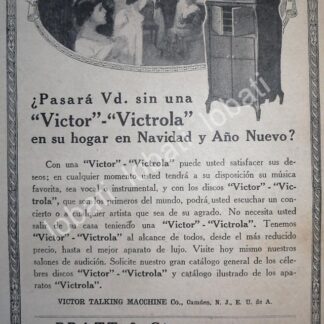 ¿Pasará Vd. sin una
"Victor"-"Victrola"
en su hogar en Navidad y Año Nuevo?
Con una "Victor"-"Victrola" puede usted satisfacer sus de-
seos; en cualquier momento usted tendrá a su disposición su música
favorita, sea vocal o instrumental, y con los discos "Victor"-"Vic-
trola", que son los primeros del mundo, podrá usted escuchar un con-
cierto o a cualquier artista que sea de su agrado. No necesita usted
salir de su casa teniendo una "Victor"-"Victrola". Tenemos
"Victor"-"Victrola" al alcance de todos, desde el más reducido
precio, hasta el mejor aparato de lujo. Visite hoy mismo nuestros
salones de audición. Solicite nuestro gran catálogo general de los céle-
bres discos "Victor"-"Victrola" y catálogo ilustrado de los apa-
ratos "Victrola".
VICTOR TALKING MACCHINE Co., Camden, N. J., E. U. de A.
lobati lobati lobati